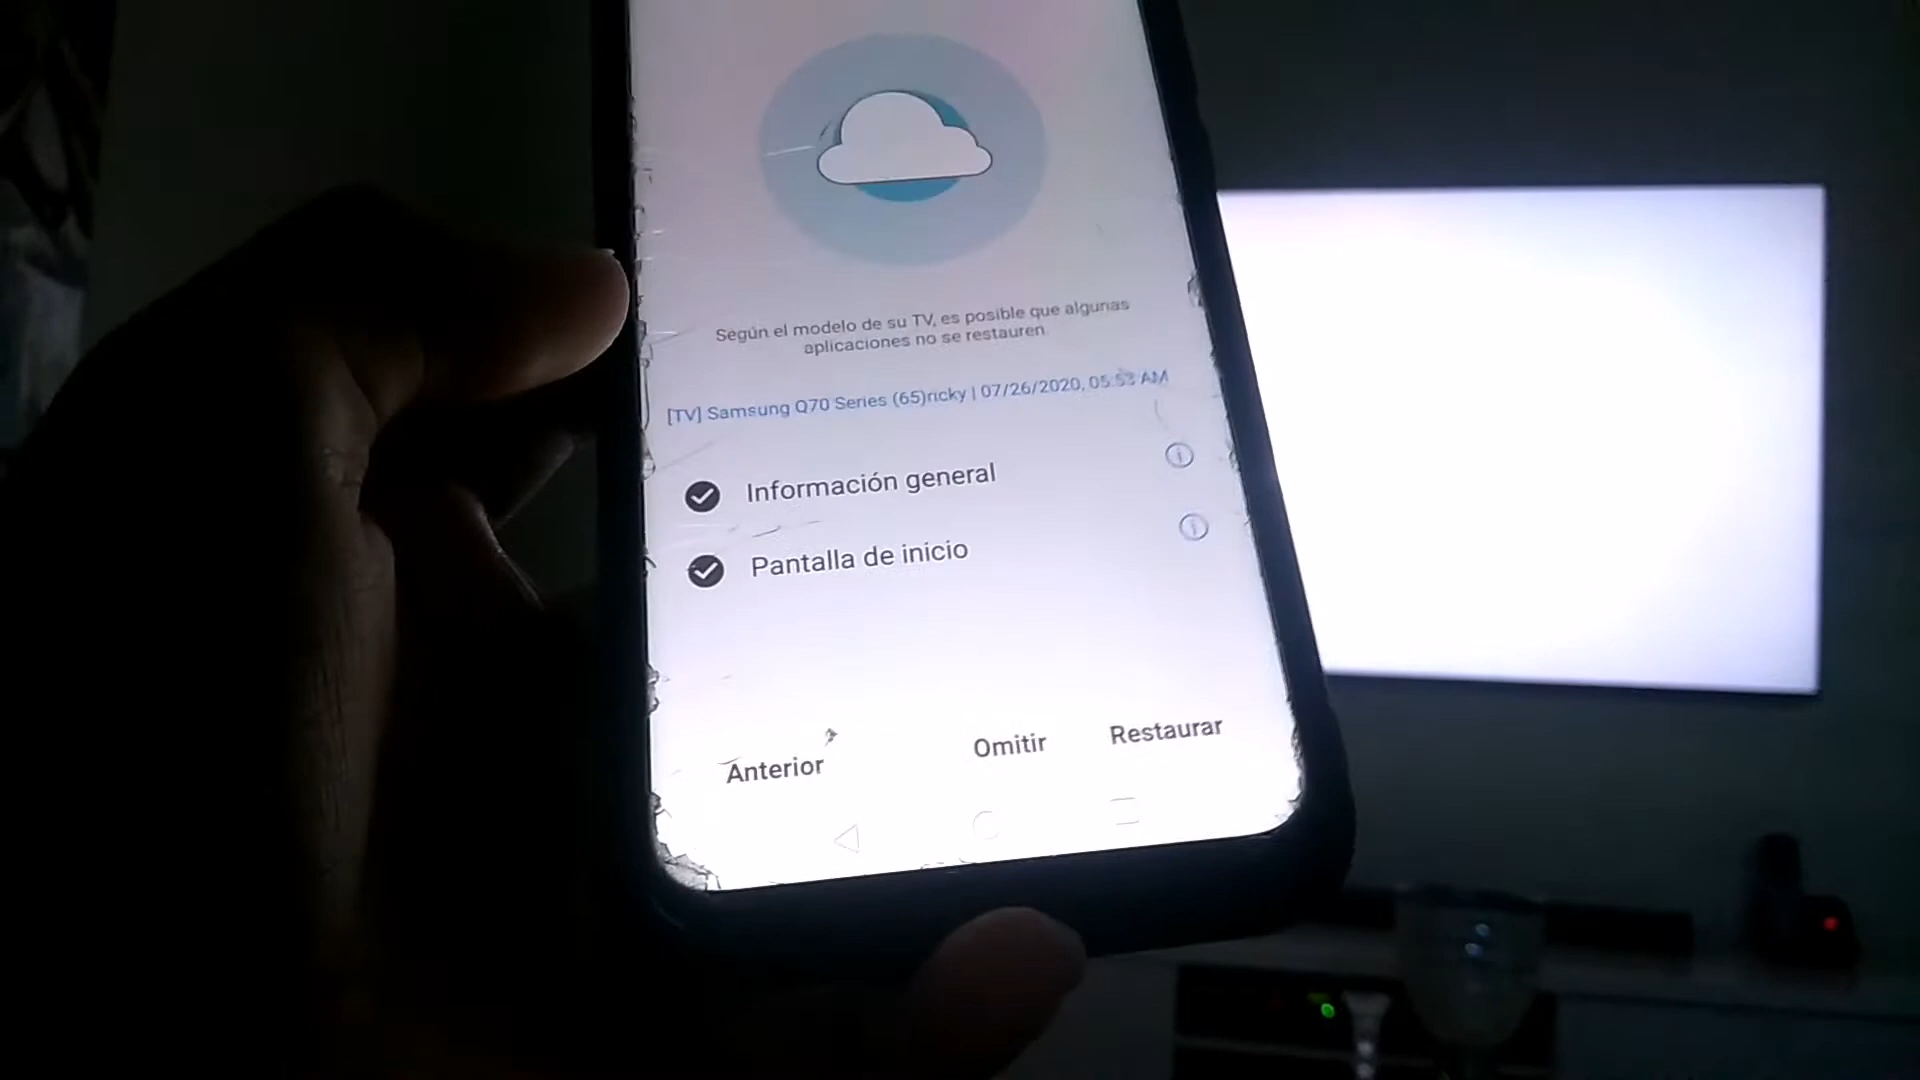 Según el modelo de su TV, es posible que algunas
aplicaciones no se restauren
[TV] Samsung Q70 Series (65)ricky | 07/26/2020, 05:53 AM
Información general
Pantalla de inicio
Anterior
Omitir
Restaurar